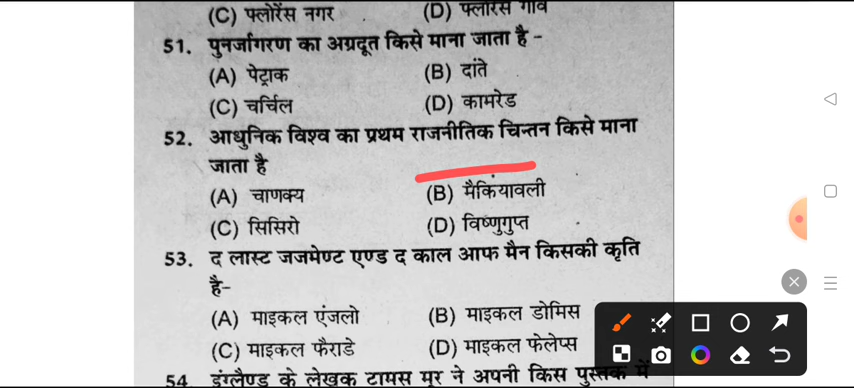 (C) फ्लोरेंस नगर (D) फ्लोरेंस गांव
51. पुनर्जागरण का अग्रदूत किसे माना जाता है -
(A) पेट्राक (B) दांते
(C) चर्चिल (D) कामरेड
52. आधुनिक विश्व का प्रथम राजनीतिक चिन्तन किसे माना
जाता है
(A) चाणक्य (B) मैकियावली
(C) सिसिरो (D) विष्णुगुप्त
53. द लास्ट जजमेण्ट एण्ड द काल आफ मैन किसकी कृति
है-
(A) माइकल एंजलो (B) माइकल डोमिस
(C) माइकल फैराडे (D) माइकल फेलेप्स
54 इंग्लैण्ड के लेखक टामस मूर ने अपनी किस पुस्तक में